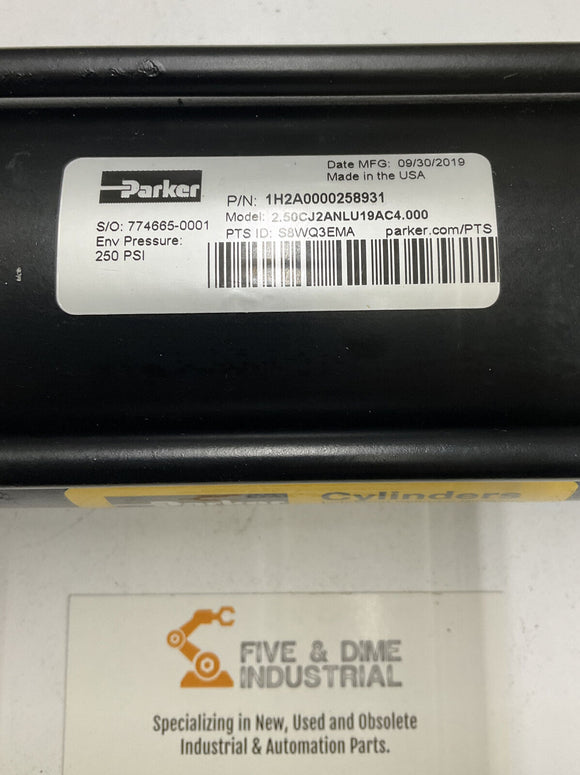 Date MFG: 09/30/2019
Made in the USA
Parker
P/N: 1H2A0000258931
Model: 2.50CJ2ANLU19AC4.000
S/O: 774665-0001
PTS ID: S8WQ3EMA parker.com/PTS
Env Pressure:
250 PSI
Parker Cylinders
FIVE & DIME
INDUSTRIAL
Specializing in New, Used and Obsolete
Industrial & Automation Parts.